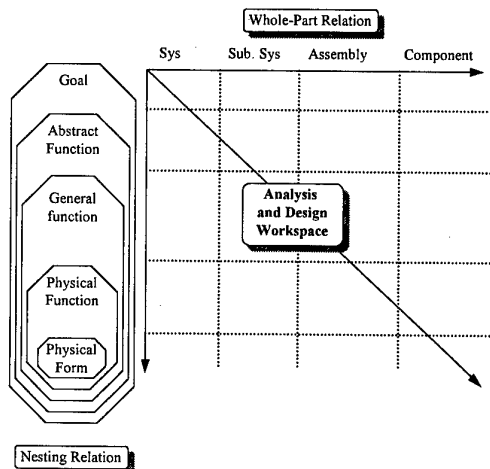 Whole-Part Relation
Sys Sub. Sys Assembly Component
Goal
Abstract
Function
General
function
Physical
Function
Physical
Form
Analysis
and Design
Workspace
Nesting Relation